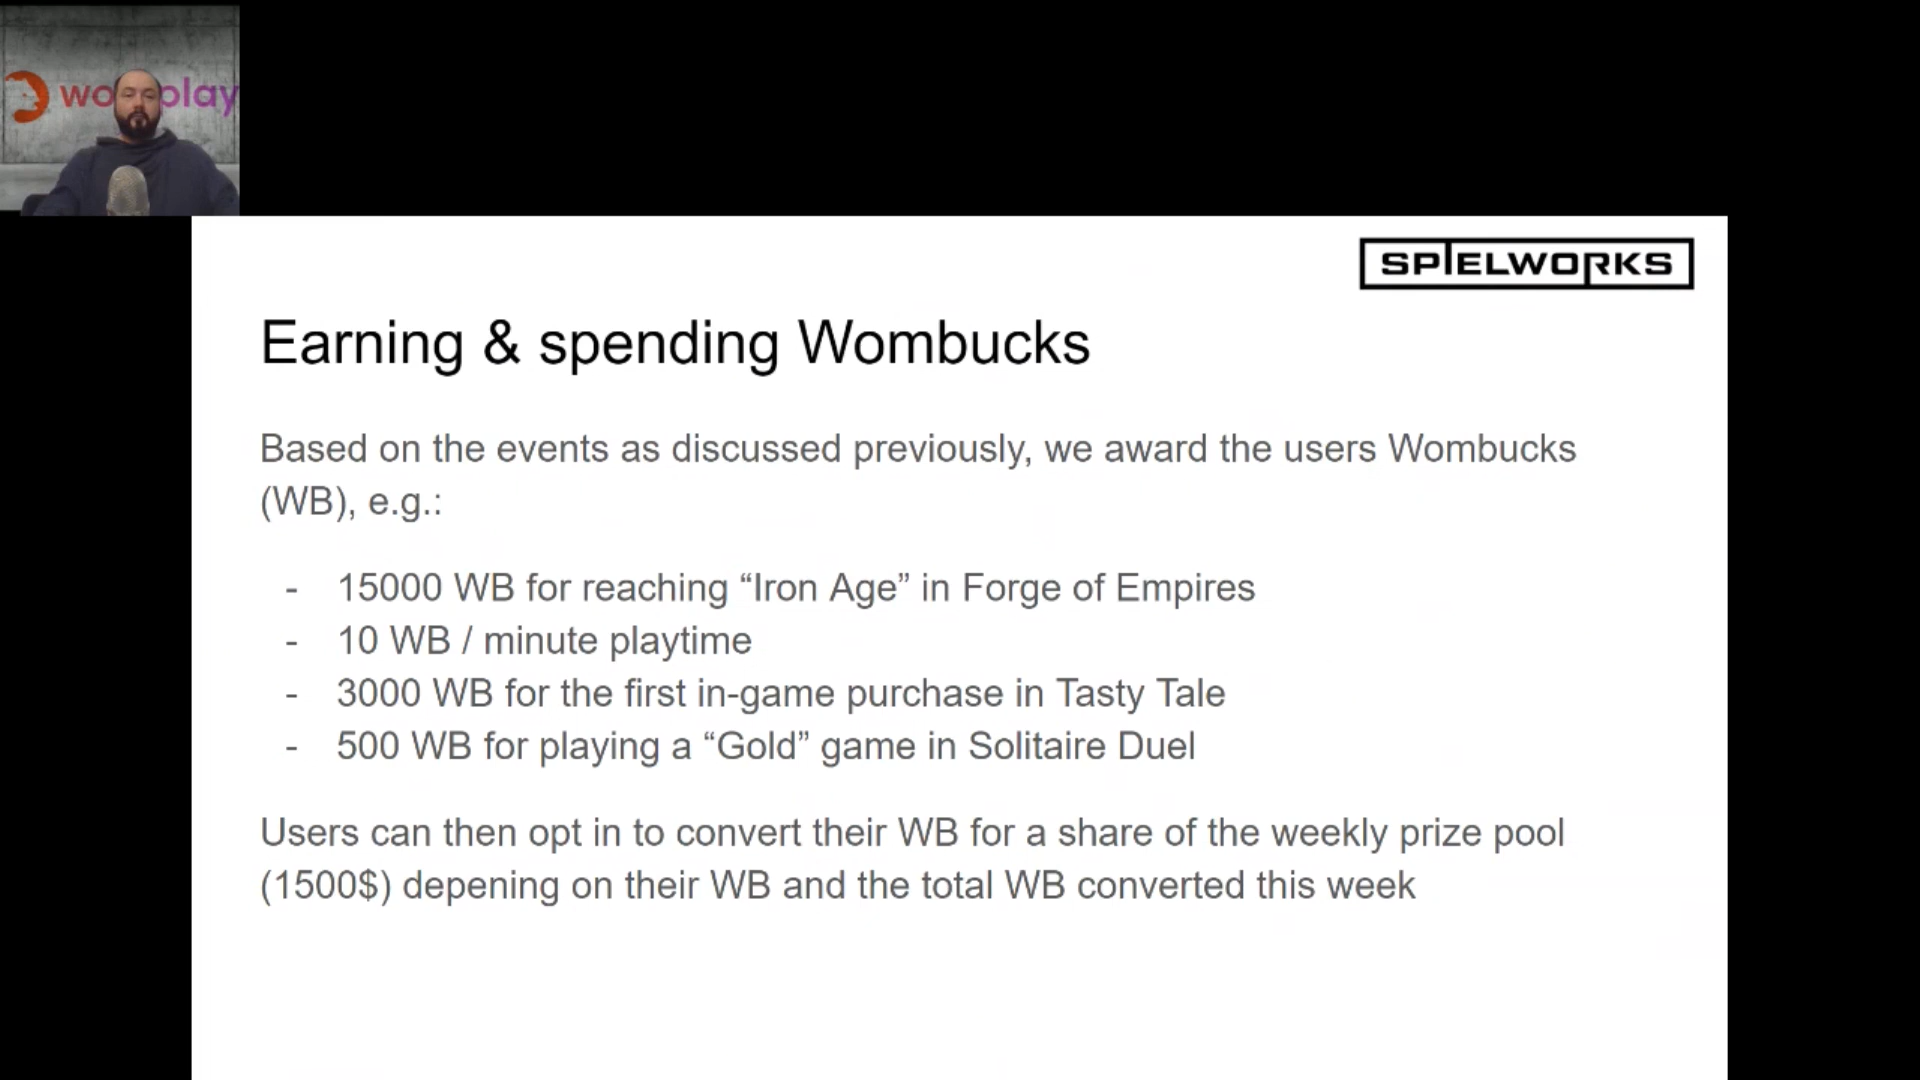 wo play
SPIELWORKS
Earning & spending Wombucks
Based on the events as discussed previously, we award the users Wombucks
(WB), e.g.:
- 15000 WB for reaching “Iron Age” in Forge of Empires
- 10 WB / minute playtime
- 3000 WB for the first in-game purchase in Tasty Tale
- 500 WB for playing a “Gold” game in Solitaire Duel
Users can then opt in to convert their WB for a share of the weekly prize pool
(1500$) depening on their WB and the total WB converted this week